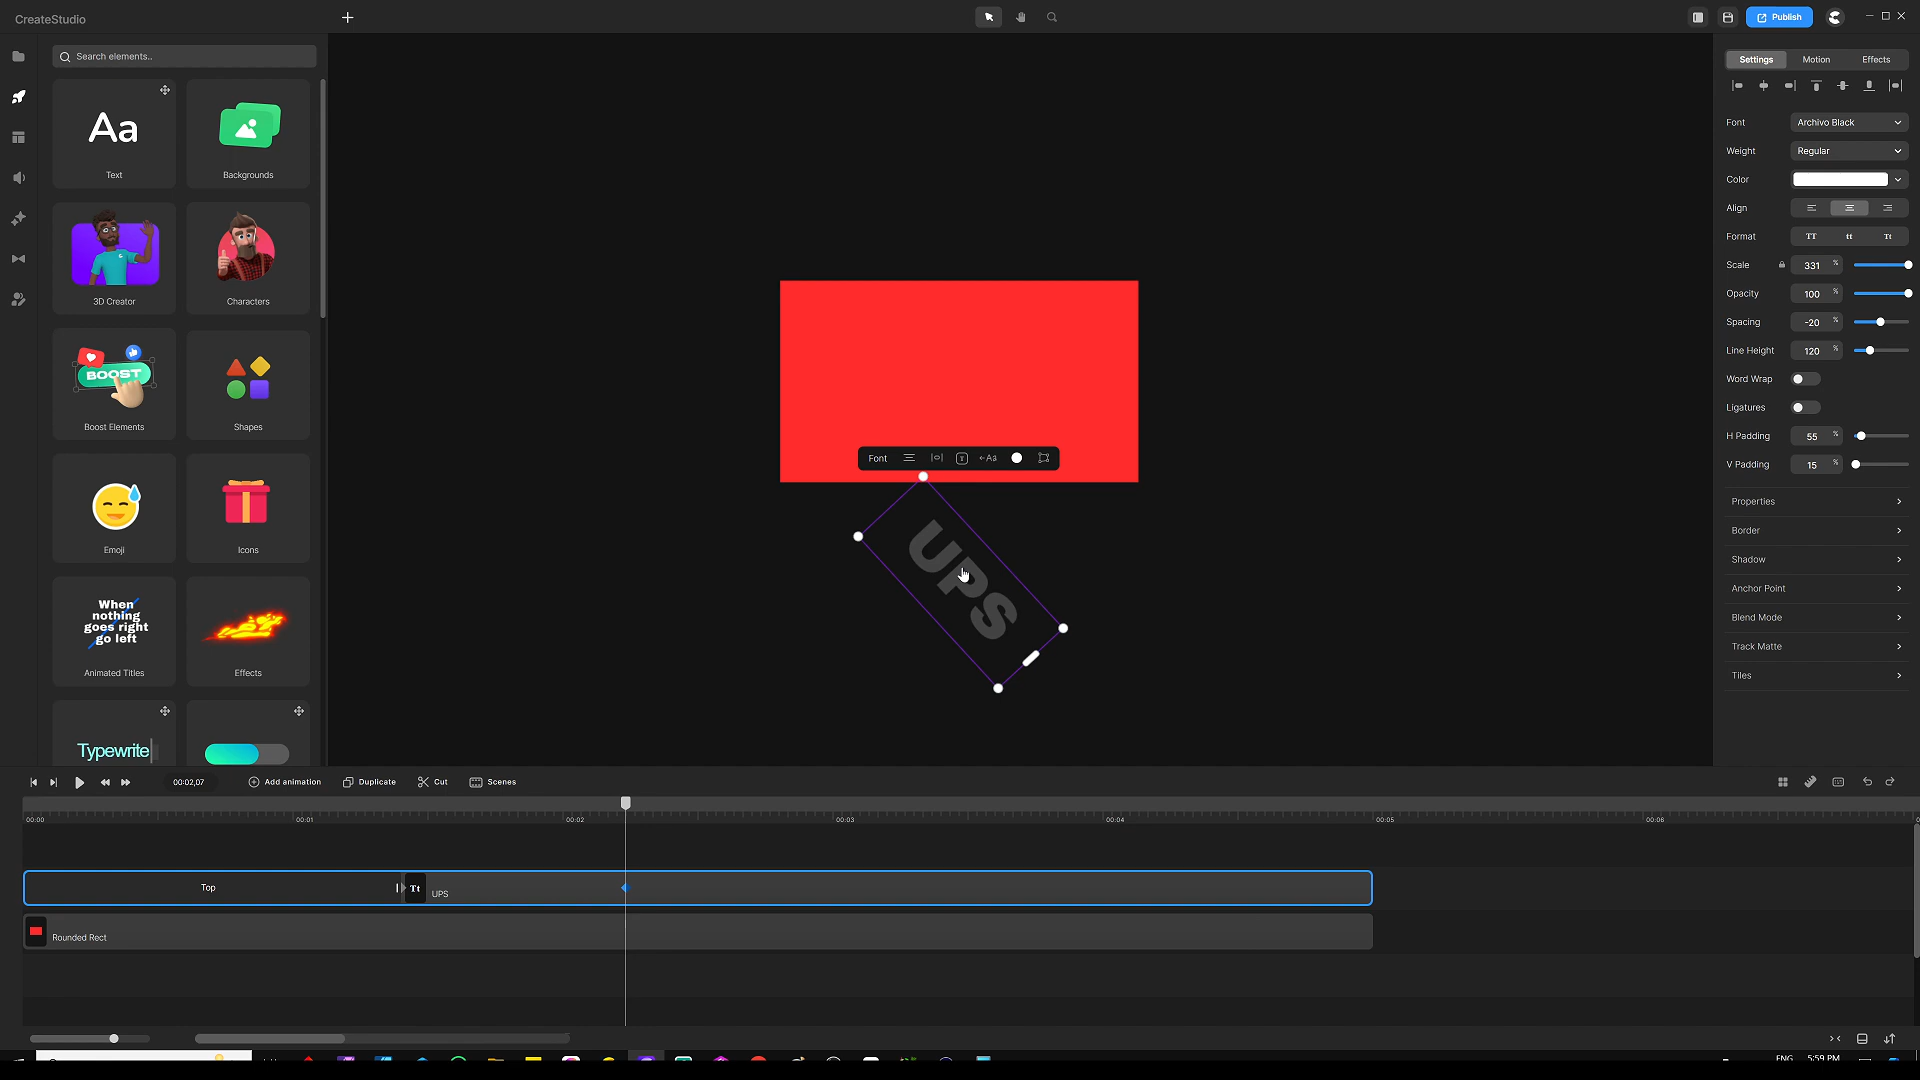 CreateStudio
Publish
Search elements..
Aa
Text
Backgrounds
3D Creator
Characters
BOOST
Boost Elements
Shapes
Emoji
Icons
When
nothing
goes right
go left
Animated Titles
Effects
Typewrite
Font
Aa
UPS
Settings
Motion
Effects
Font
Archivo Black
Weight
Regular
Color
Align
Format
TT
tt
Tt
Scale
331 %
Opacity
100 %
Spacing
-20 %
Line Height
120 %
Word Wrap
Ligatures
H Padding
55 %
V Padding
15 %
Properties
Border
Shadow
Anchor Point
Blend Mode
Track Matte
Tiles
00:02,07
Add animation
Duplicate
Cut
Scenes
00:00
00:01
00:02
00:03
00:04
00:05
00:06
Top
Tt
UPS
Rounded Rect
ENG
5:59 PM